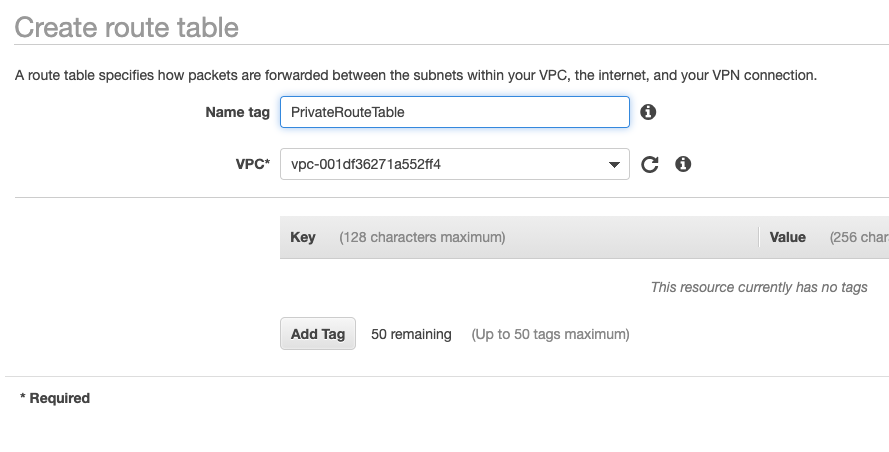 Create route table
A route table specifies how packets are forwarded between the subnets within your VPC, the internet, and your VPN connection.
Name tag PrivateRouteTable
VPC* vpc-001df36271a552ff4
Key (128 characters maximum) Value (256 char
This resource currently has no tags
Add Tag 50 remaining (Up to 50 tags maximum)
* Required